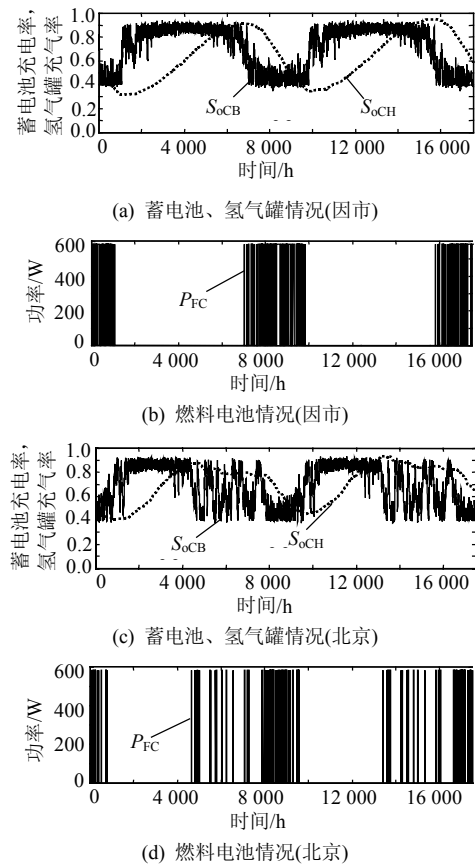 蓄电池充电率,
氢气罐充气率
1.0
0.8
0.6
0.4
0.2
0.0
SoCB
SoCH
4 000 8 000 12 000 16 000
时间/h
(a) 蓄电池、氢气罐情况(因市)
功率/W
600
400
200
0
PFC
0 4 000 8 000 12 000 16 000
时间/h
(b) 燃料电池情况(因市)
蓄电池充电率,
氢气罐充气率
1.0
0.8
0.6
0.4
0.2
0.0
SoCB
SoCH
0 4 000 8 000 12 000 16 000
时间/h
(c) 蓄电池、氢气罐情况(北京)
功率/W
600
400
200
0
PFC
0 4 000 8 000 12 000 16 000
时间/h
(d) 燃料电池情况(北京)